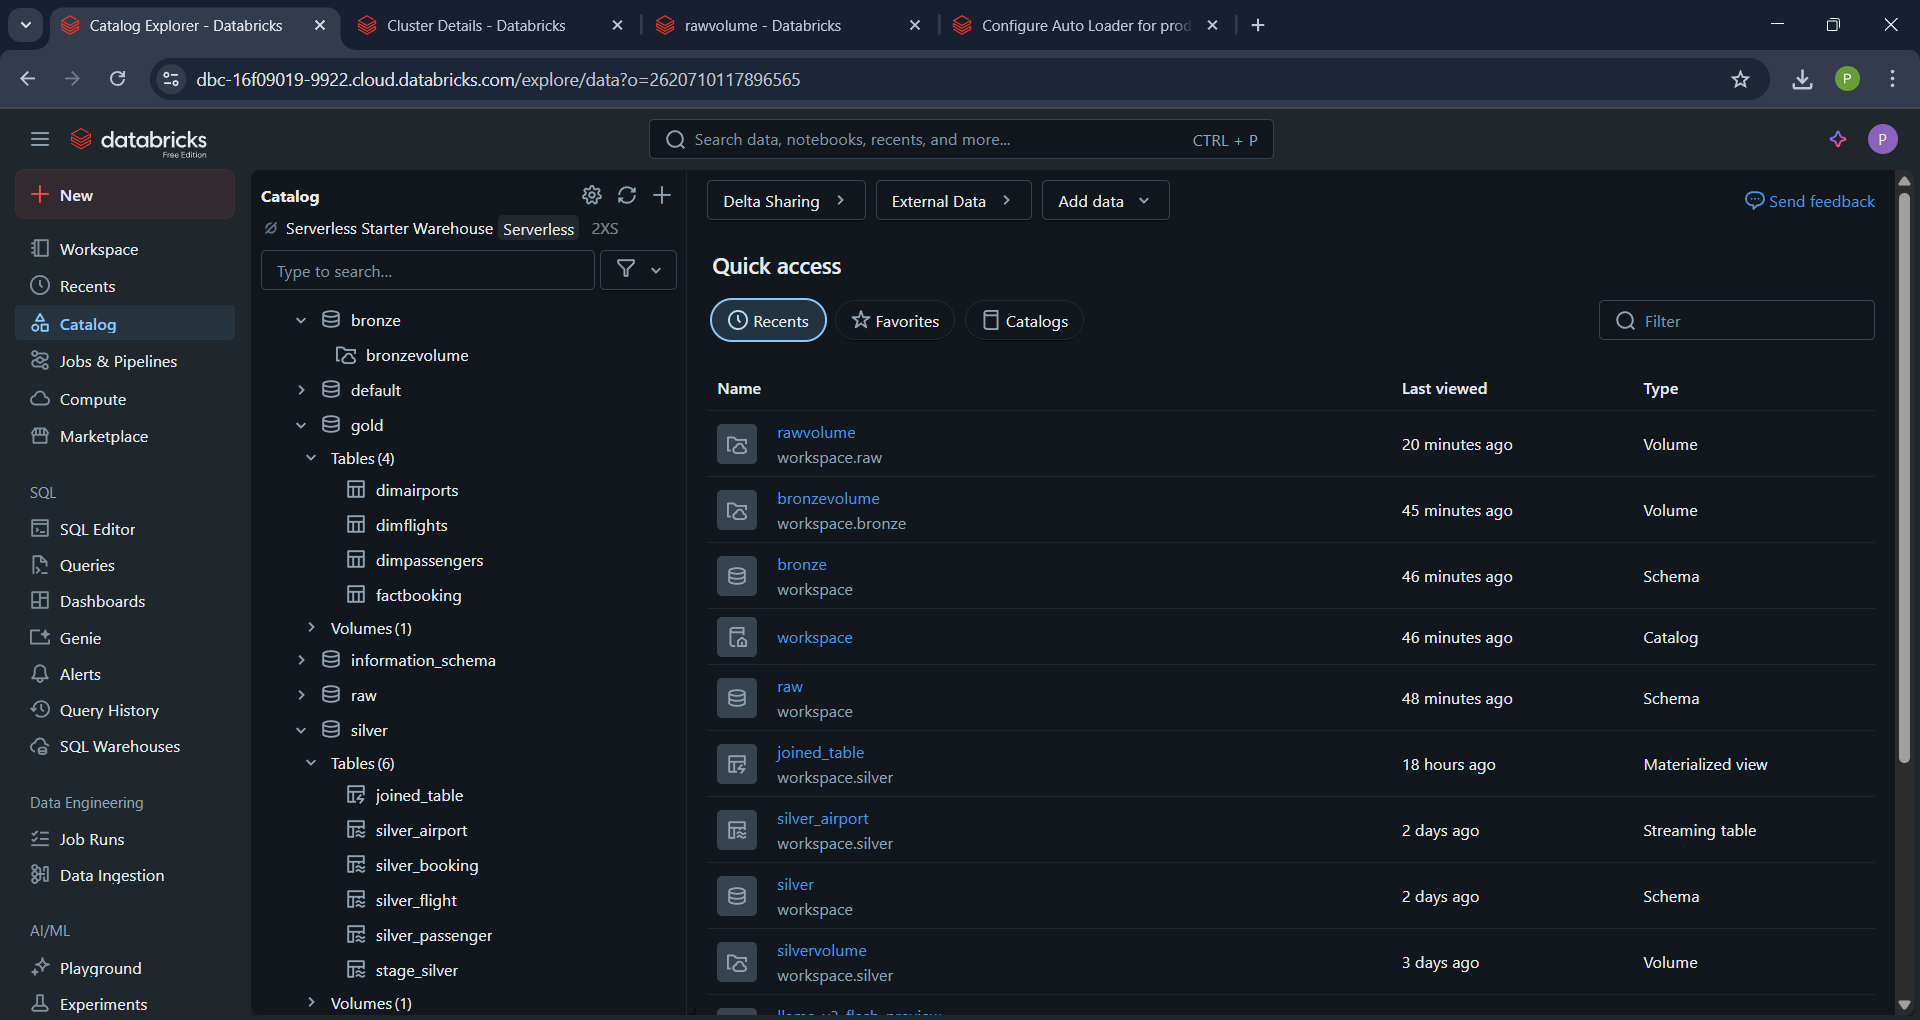 Catalog Explorer - Databricks
Cluster Details - Databricks
rawvolume - Databricks
Configure Auto Loader for prod
dbc-16f09019-9922.cloud.databricks.com/explore/data?o=2620710117896565
P
databricks
Free Edition
Search data, notebooks, recents, and more...
CTRL + P
P
New
Workspace
Recents
Catalog
Jobs & Pipelines
Compute
Marketplace
SQL
SQL Editor
Queries
Dashboards
Genie
Alerts
Query History
SQL Warehouses
Data Engineering
Job Runs
Data Ingestion
AI/ML
Playground
Experiments
Catalog
Serverless Starter Warehouse Serverless 2XS
Type to search...
bronze
bronzevolume
default
gold
Tables (4)
dimairports
dimflights
dimpassengers
factbooking
Volumes (1)
information_schema
raw
silver
Tables (6)
joined_table
silver_airport
silver_booking
silver_flight
silver_passenger
stage_silver
Volumes (1)
Delta Sharing
External Data
Add data
Send feedback
Quick access
Recents
Favorites
Catalogs
Filter
Name Last viewed Type
rawvolume
workspace.raw
20 minutes ago
Volume
bronzevolume
workspace.bronze
45 minutes ago
Volume
bronze
workspace
46 minutes ago
Schema
workspace
46 minutes ago
Catalog
raw
workspace
48 minutes ago
Schema
joined_table
workspace.silver
18 hours ago
Materialized view
silver_airport
workspace.silver
2 days ago
Streaming table
silver
workspace
2 days ago
Schema
silvervolume
workspace.silver
3 days ago
Volume